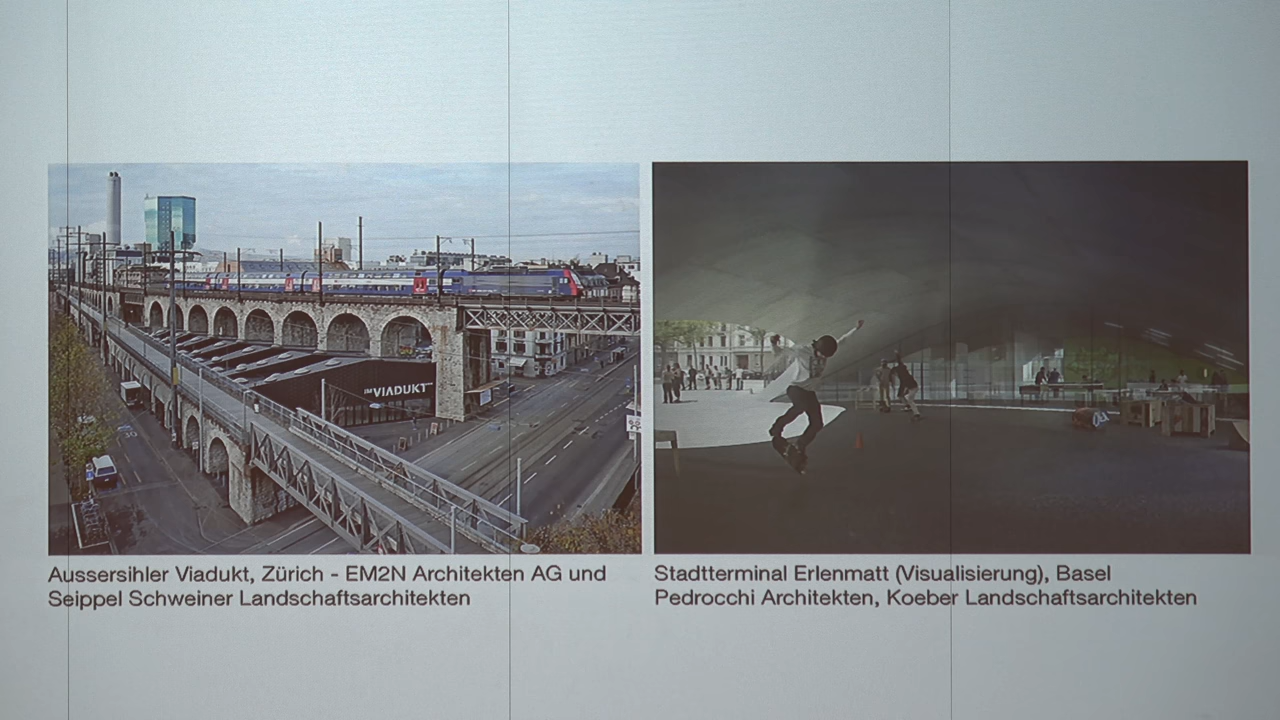 IM VIADUKT
30
Aussersihler Viadukt, Zürich - EM2N Architekten AG und
Seippel Schweiner Landschaftsarchitekten
Stadtterminal Erlenmatt (Visualisierung), Basel
Pedrocchi Architekten, Koeber Landschaftsarchitekten